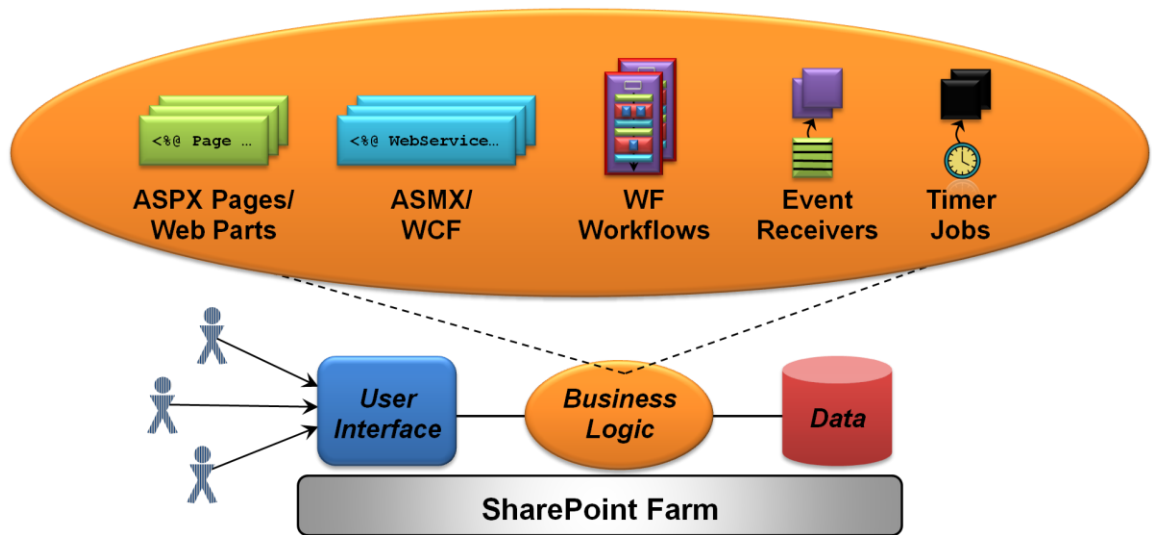 <%@ Page …
<%@ WebService…
ASPX Pages/
Web Parts
ASMX/
WCF
WF
Workflows
Event
Receivers
Timer
Jobs
User
Interface
Business
Logic
Data
SharePoint Farm